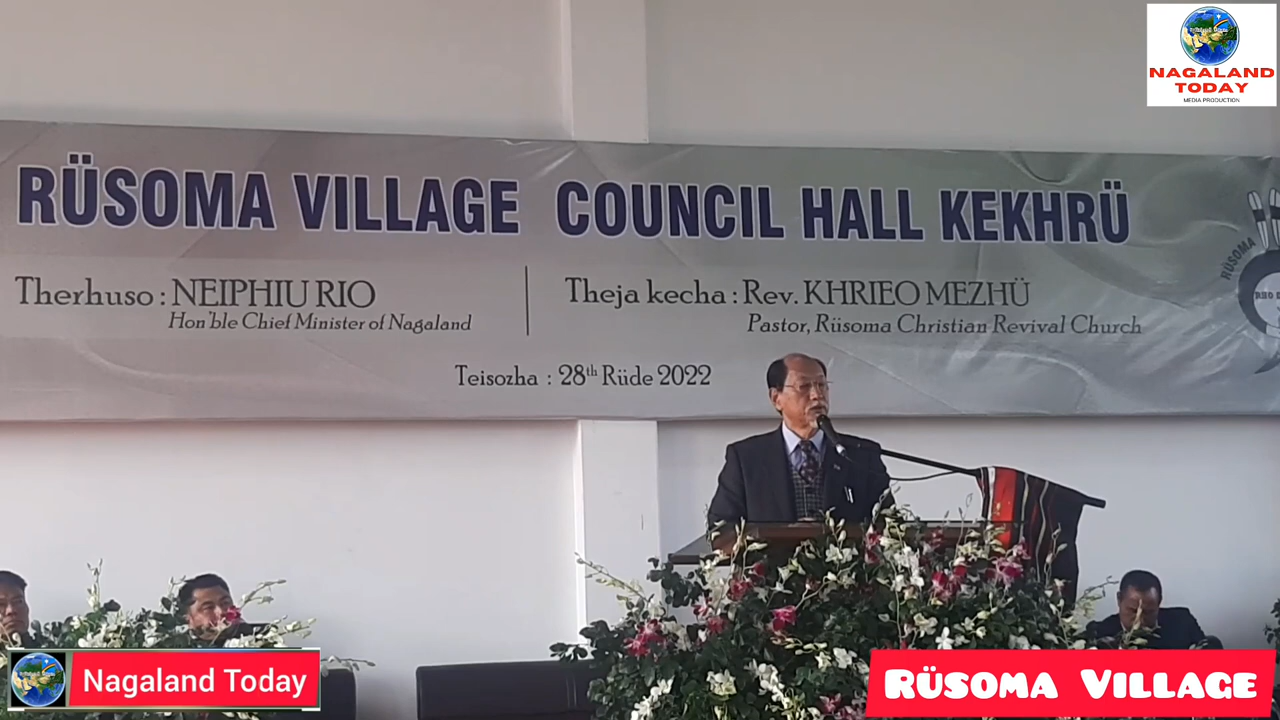 NAGALAND
TODAY
MEDIA PRODUCTION
RÜSOMA VILLAGE COUNCIL HALL KEKHRÜ
RÜSOMA
Therhuso : NEIPHIU RIO
Hon'ble Chief Minister of Nagaland
Theja kecha : Rev. KHRIEO MEZHÜ
Pastor, Rüsoma Christian Revival Church
Teisozha : 28th Rüde 2022
Nagaland Today
RÜSOMA VILLAGE